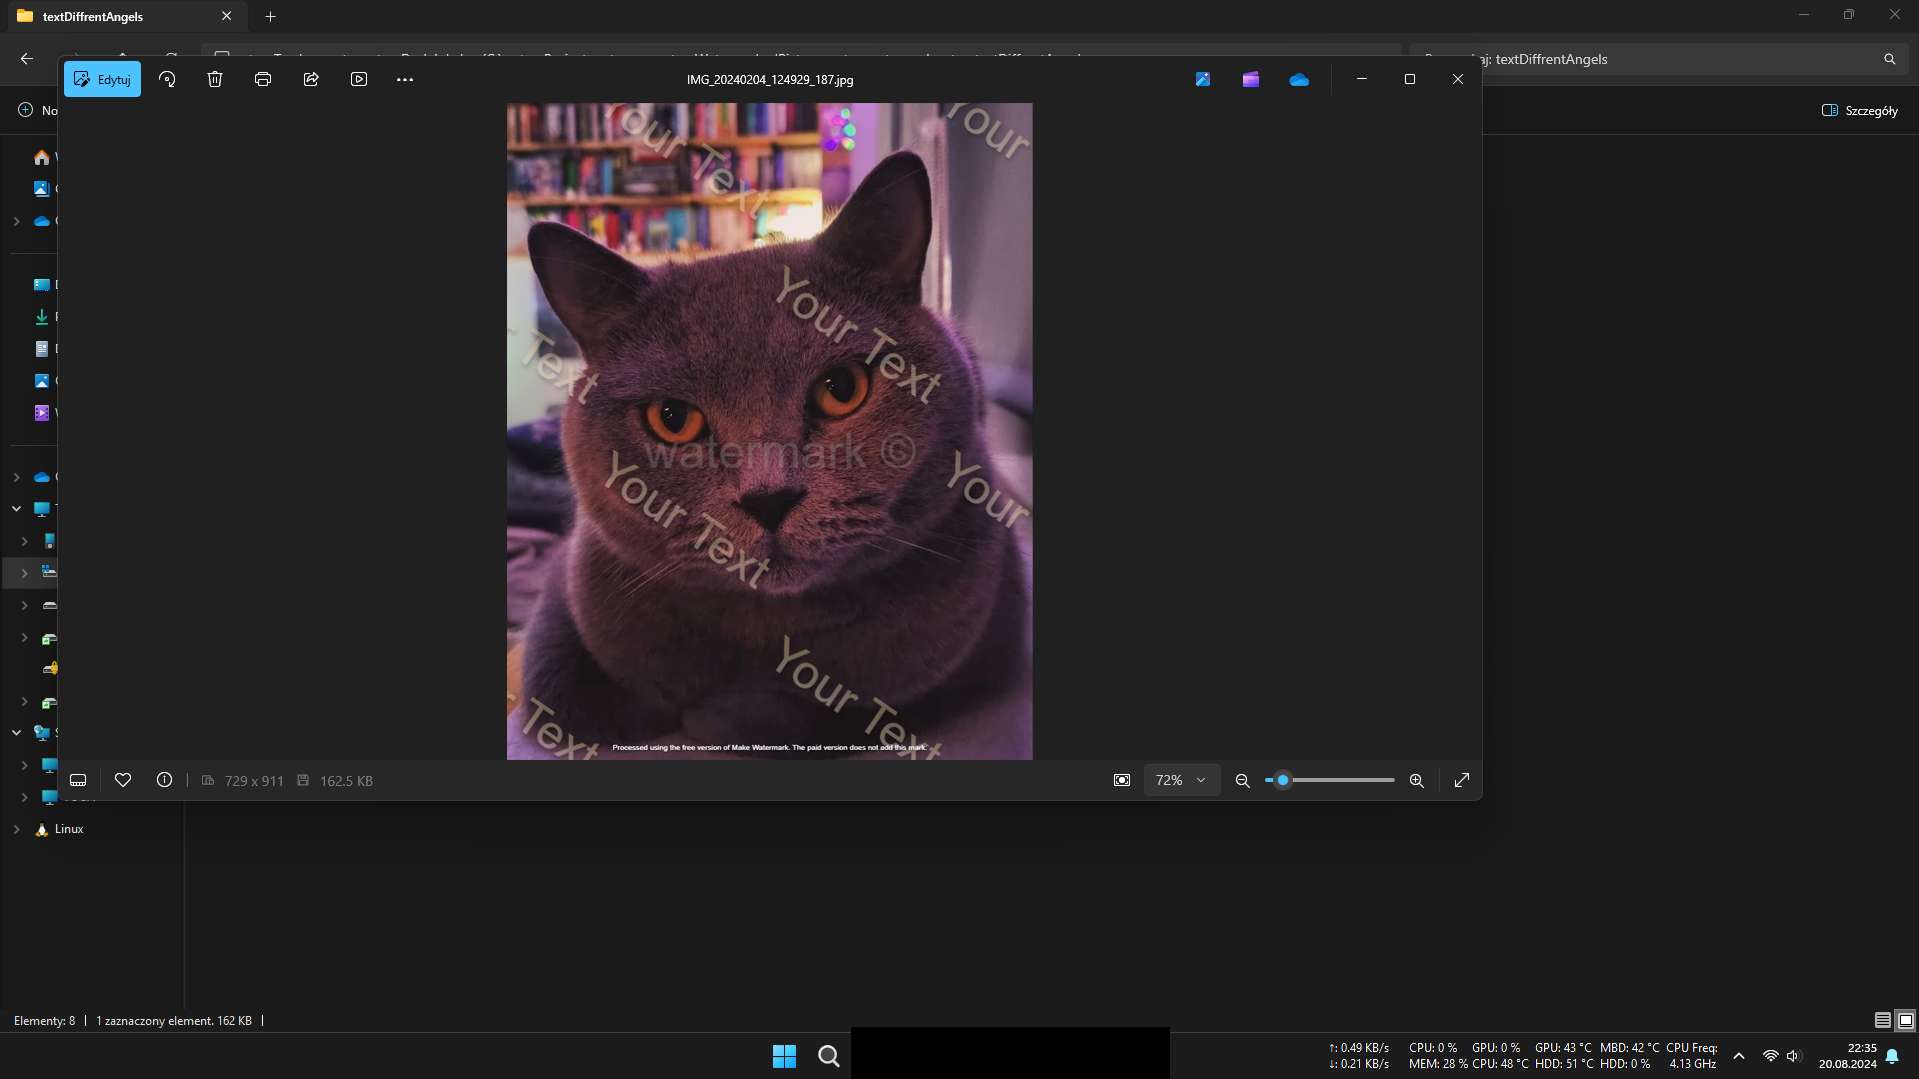 textDiffrentAngels
textDiffrentAngels
Edytuj
IMG_20240204_124929_187.jpg
No
Szczegóły
Your Text
Your
Your Text
Text
watermark ©
Your Text
Your
Your Text
Text
Processed using the free version of Make Watermark. The paid version does not add this mark.
729 x 911
162.5 KB
72%
Linux
Elementy: 8
1 zaznaczony element. 162 KB
↑: 0.49 KB/s CPU: 0 % GPU: 0 % GPU: 43 °C MBD: 42 °C CPU Freq:
↓: 0.21 KB/s MEM: 28 % CPU: 48 °C HDD: 51 °C HDD: 0 % 4.13 GHz
22:35
20.08.2024